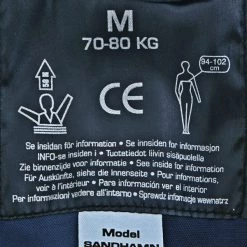 M
70-80 KG
94-102
cm
CE
Se insiden för information • Se innsiden for informasjon
INFO-se innsiden i • Tuotetiedot liivin sisäpuolella
Zie binnenzijde voor informatie • For information see inside
Für Auskünfte, siehe die Innenseite • Pour informations,
voir à l'intérieur • Para información ver el interior
Per informazioni vedere all'interno • Sprawdź informacje wewnątrz
Model
SANDHAMN